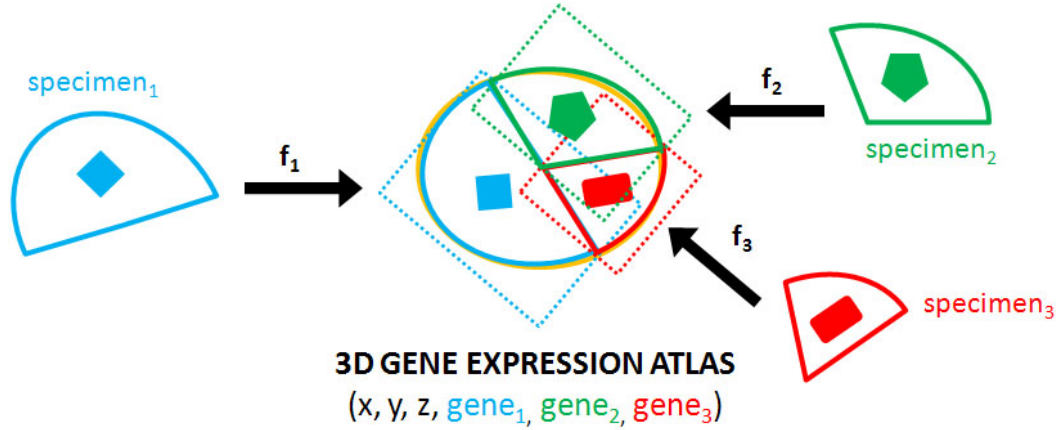 specimen₁
f₁
f₂
specimen₂
f₃
specimen₃
3D GENE EXPRESSION ATLAS
(x, y, z, gene₁, gene₂, gene₃)